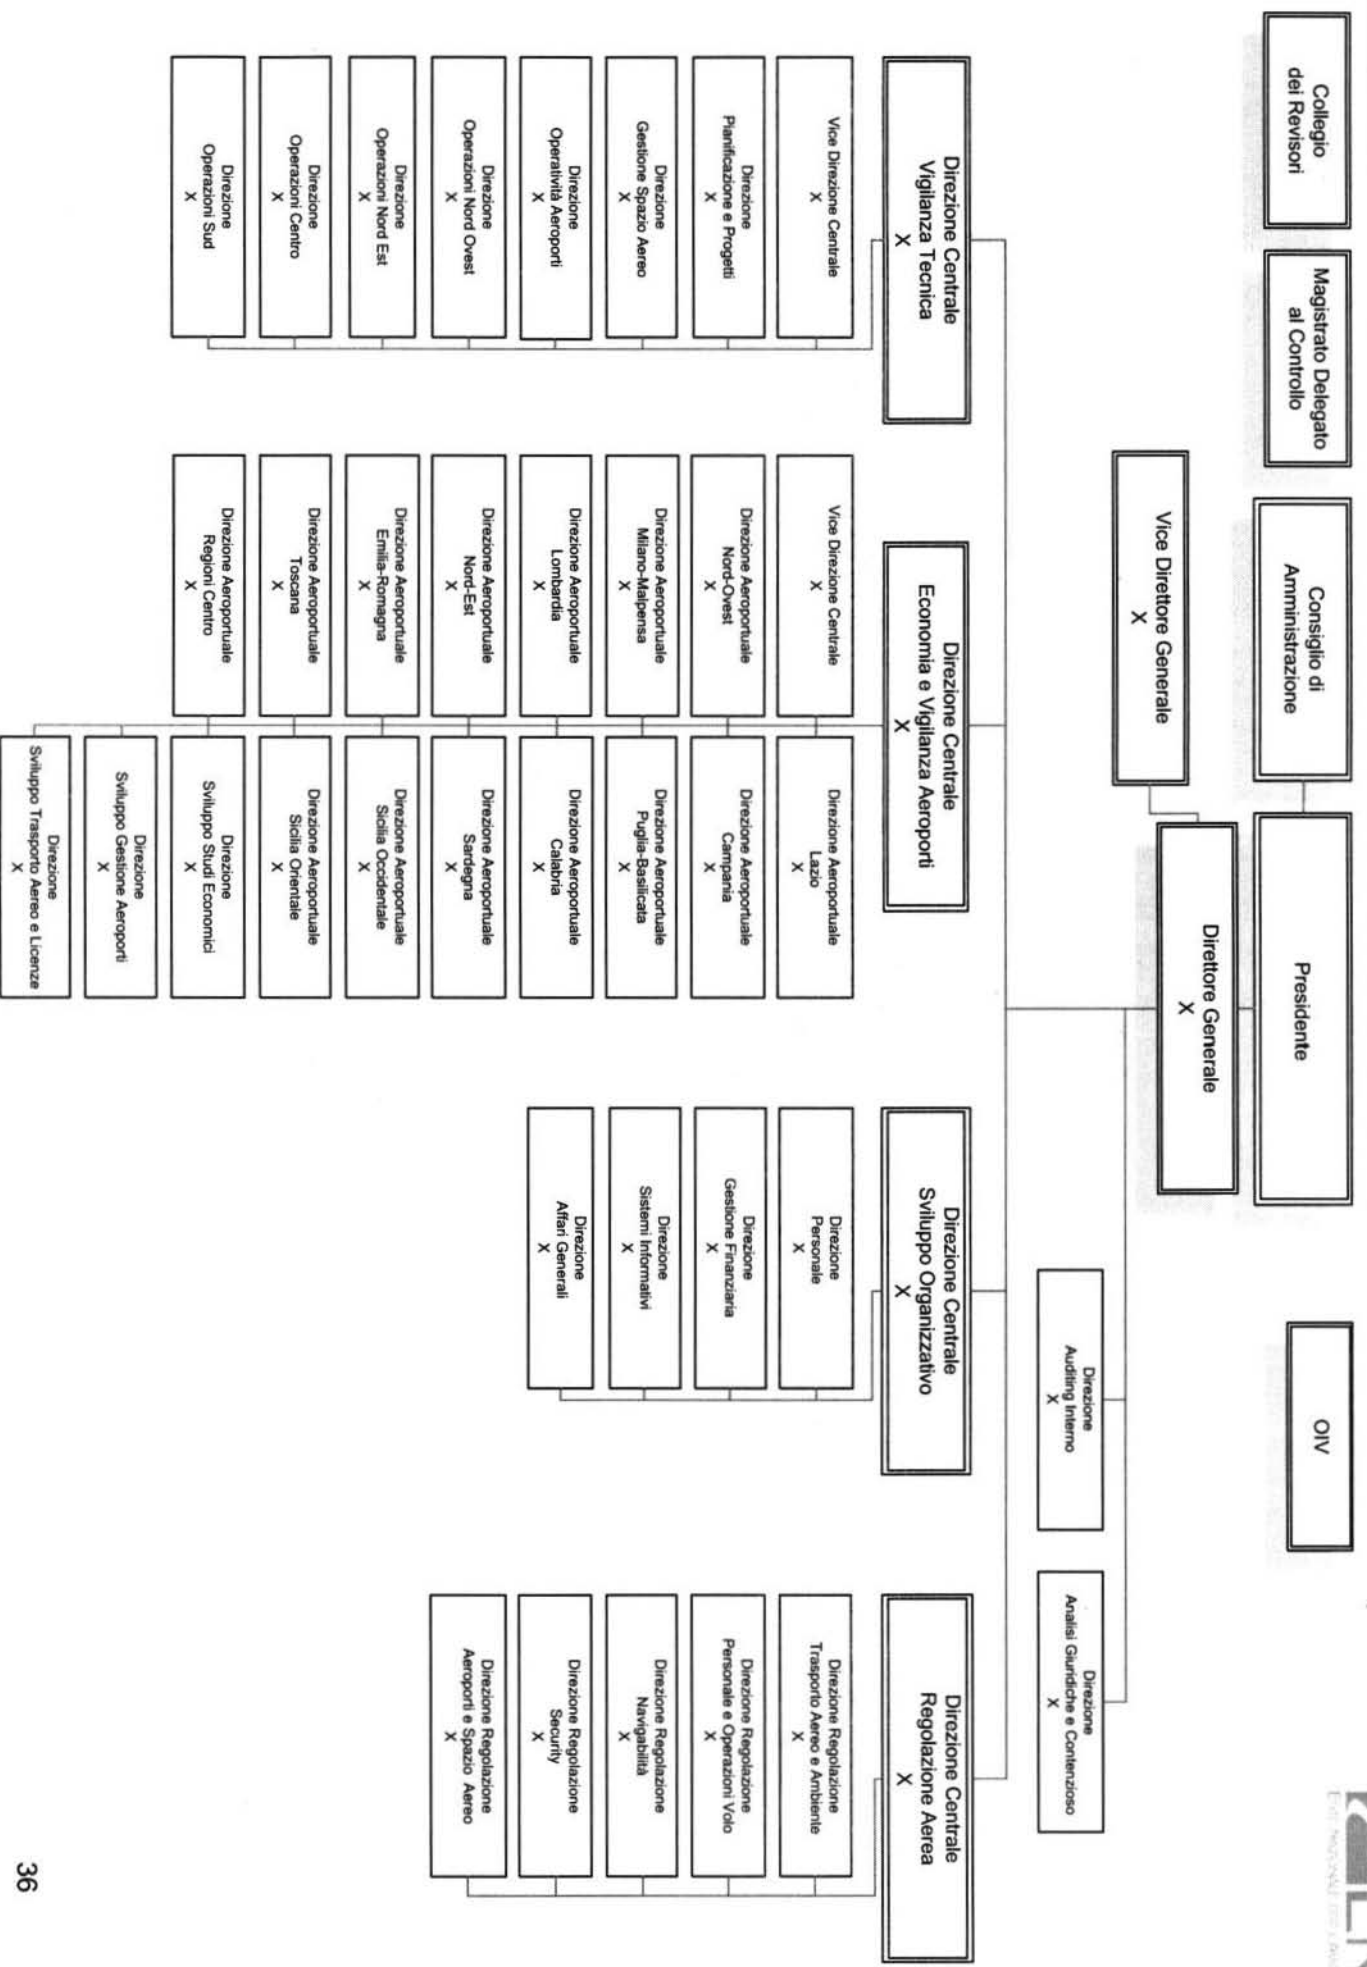 Collegio
dei Revisori
Magistrato Delegato
al Controllo
Consiglio di
Amministrazione
Presidente
OIV
Vice Direttore Generale
X
Direttore Generale
X
Direzione
Auditing Interno
X
Direzione
Analisi Giuridiche e Contenzioso
X
Direzione Centrale
Vigilanza Tecnica
X
Vice Direzione Centrale
X
Direzione
Pianificazione e Progetti
X
Direzione
Gestione Spazio Aereo
X
Direzione
Operatività Aeroporti
X
Direzione
Operazioni Nord Ovest
X
Direzione
Operazioni Nord Est
X
Direzione
Operazioni Centro
X
Direzione
Operazioni Sud
X
Direzione Centrale
Economia e Vigilanza Aeroporti
X
Vice Direzione Centrale
X
Direzione Aeroportuale
Nord-Ovest
X
Direzione Aeroportuale
Milano-Malpensa
X
Direzione Aeroportuale
Lombardia
X
Direzione Aeroportuale
Nord-Est
X
Direzione Aeroportuale
Emilia-Romagna
X
Direzione Aeroportuale
Toscana
X
Direzione Aeroportuale
Regioni Centro
X
Direzione Aeroportuale
Lazio
X
Direzione Aeroportuale
Campania
X
Direzione Aeroportuale
Puglia-Basilicata
X
Direzione Aeroportuale
Calabria
X
Direzione Aeroportuale
Sardegna
X
Direzione Aeroportuale
Sicilia Occidentale
X
Direzione Aeroportuale
Sicilia Orientale
X
Direzione
Sviluppo Studi Economici
X
Direzione
Sviluppo Gestione Aeroporti
X
Direzione
Sviluppo Trasporto Aereo e Licenze
X
Direzione Centrale
Sviluppo Organizzativo
X
Direzione
Personale
X
Direzione
Gestione Finanziaria
X
Direzione
Sistemi Informativi
X
Direzione
Affari Generali
X
Direzione Centrale
Regolazione Aerea
X
Direzione Regolazione
Trasporto Aereo e Ambiente
X
Direzione Regolazione
Personale e Operazioni Volo
X
Direzione Regolazione
Navigabilità
X
Direzione Regolazione
Security
X
Direzione Regolazione
Aeroporti e Spazio Aereo
X
36